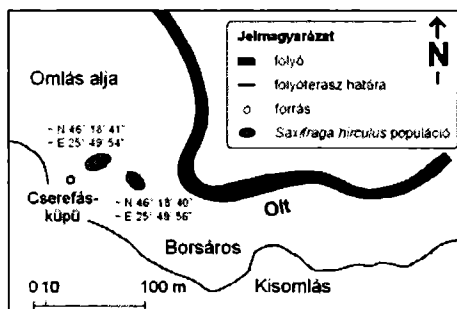 Jelmagyarázat
folyó
folyóterasz határa
forrás
Saxifraga hirculus populáció
N
Omlás alja
~ N 46° 18' 41"
~ E 25° 49' 54"
Cserefás-
küpü
~ N 46° 18' 40"
~ E 25° 49' 56"
Olt
Borsáros
Kisomlás
0 10 100 m